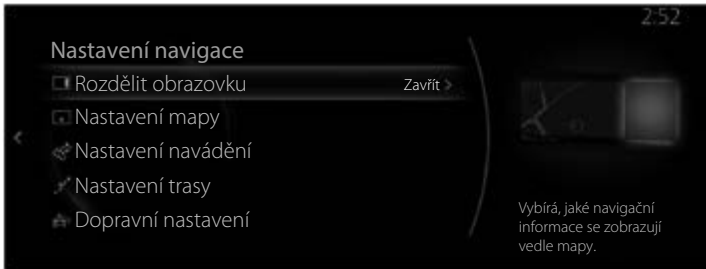 2:52
Nastavení navigace
Rozdělit obrazovku Zavřít
Nastavení mapy
Nastavení navádění
Nastavení trasy
Dopravní nastavení
Vybírá, jaké navigační
informace se zobrazují
vedle mapy.